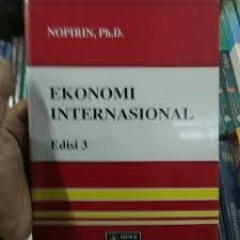 NOPIRIN, Ph.D.
EKONOMI
INTERNASIONAL
Edisi 3